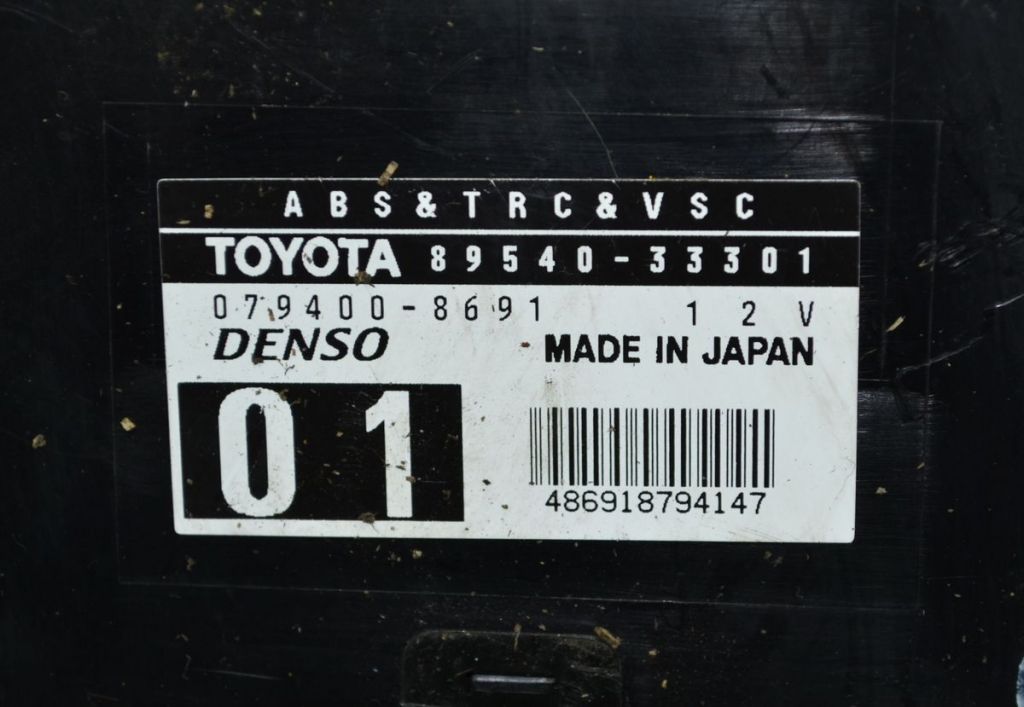 ABS&TRC&VSC
TOYOTA 89540-33301
079400-8691 12V
DENSO MADE IN JAPAN
01
486918794147